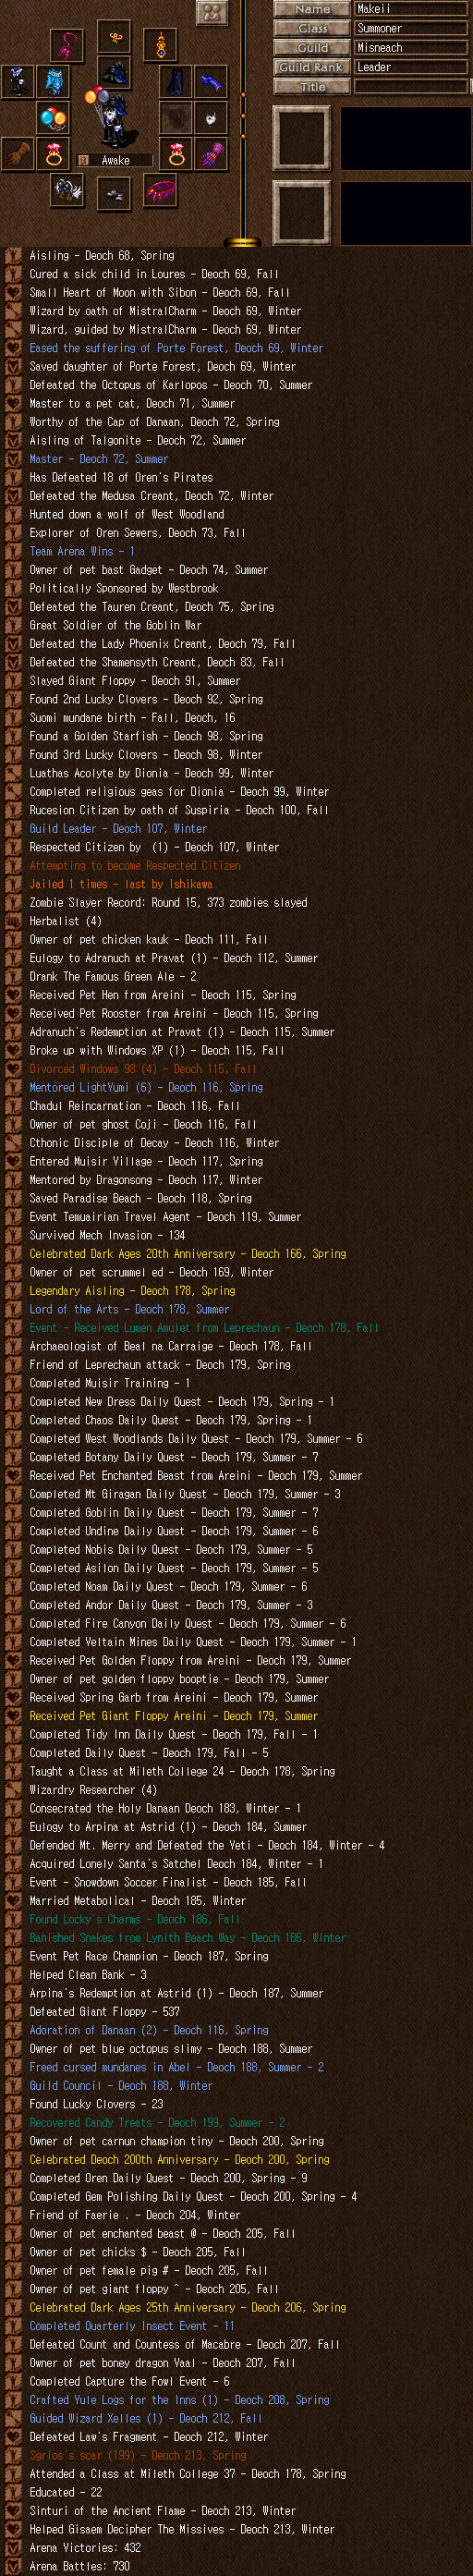 Name Makeii
Class Summoner
Guild Misneach
Guild Rank Leader
Title
Awake
Aisling - Deoch 68, Spring
Cured a sick child in Loures - Deoch 69, Fall
Small Heart of Moon with Sibon - Deoch 69, Fall
Wizard by oath of MistralCharm - Deoch 69, Winter
Wizard, guided by MistralCharm - Deoch 69, Winter
Eased the suffering of Porte Forest, Deoch 69, Winter
Saved daughter of Porte Forest, Deoch 69, Winter
Defeated the Octopus of Karlopos - Deoch 70, Summer
Master to a pet cat, Deoch 71, Summer
Worthy of the Cap of Danaan, Deoch 72, Spring
Aisling of Talgonite - Deoch 72, Summer
Master - Deoch 72, Summer
Has Defeated 18 of Oren's Pirates
Defeated the Medusa Creant, Deoch 72, Winter
Hunted down a wolf of West Woodland
Explorer of Oren Sewers, Deoch 73, Fall
Team Arena Wins - 1
Owner of pet bast Gadget - Deoch 74, Summer
Politically Sponsored by Westbrook
Defeated the Tauren Creant, Deoch 75, Spring
Great Soldier of the Goblin War
Defeated the Lady Phoenix Creant, Deoch 79, Fall
Defeated the Shamensyth Creant, Deoch 83, Fall
Slayed Giant Floppy - Deoch 91, Summer
Found 2nd Lucky Clovers - Deoch 92, Spring
Suomi mundane birth - Fall, Deoch, 16
Found a Golden Starfish - Deoch 98, Spring
Found 3rd Lucky Clovers - Deoch 98, Winter
Luathas Acolyte by Dionia - Deoch 99, Winter
Completed religious geas for Dionia - Deoch 99, Winter
Rucesion Citizen by oath of Suspiria - Deoch 100, Fall
Guild Leader - Deoch 107, Winter
Respected Citizen by (1) - Deoch 107, Winter
Attempting to become Respected Citizen
Jailed 1 times - last by Ishikawa
Zombie Slayer Record: Round 15, 373 zombies slayed
Herbalist (4)
Owner of pet chicken kauk - Deoch 111, Fall
Eulogy to Adranuch at Pravat (1) - Deoch 112, Summer
Drank The Famous Green Ale - 2
Received Pet Hen from Areini - Deoch 115, Spring
Received Pet Rooster from Areini - Deoch 115, Spring
Adranuch's Redemption at Pravat (1) - Deoch 115, Summer
Broke up with Windows XP (1) - Deoch 115, Fall
Divorced Windows 98 (4) - Deoch 115, Fall
Mentored LightYumi (6) - Deoch 116, Spring
Chadul Reincarnation - Deoch 116, Fall
Owner of pet ghost Coji - Deoch 116, Fall
Cthonic Disciple of Decay - Deoch 116, Winter
Entered Muisir Village - Deoch 117, Spring
Mentored by Dragonsong - Deoch 117, Winter
Saved Paradise Beach - Deoch 118, Spring
Event Temuairian Travel Agent - Deoch 119, Summer
Survived Mech Invasion - 134
Celebrated Dark Ages 20th Anniversary - Deoch 166, Spring
Owner of pet scrummel ed - Deoch 169, Winter
Legendary Aisling - Deoch 178, Spring
Lord of the Arts - Deoch 178, Summer
Event - Received Lumen Amulet from Leprechaun - Deoch 178, Fall
Archaeologist of Beal na Carraige - Deoch 178, Fall
Friend of Leprechaun attack - Deoch 179, Spring
Completed Muisir Training - 1
Completed New Dress Daily Quest - Deoch 179, Spring - 1
Completed Chaos Daily Quest - Deoch 179, Spring - 1
Completed West Woodlands Daily Quest - Deoch 179, Summer - 6
Completed Botany Daily Quest - Deoch 179, Summer - 7
Received Pet Enchanted Beast from Areini - Deoch 179, Summer
Completed Mt Giragan Daily Quest - Deoch 179, Summer - 3
Completed Goblin Daily Quest - Deoch 179, Summer - 7
Completed Undine Daily Quest - Deoch 179, Summer - 6
Completed Nobis Daily Quest - Deoch 179, Summer - 5
Completed Asilon Daily Quest - Deoch 179, Summer - 5
Completed Noam Daily Quest - Deoch 179, Summer - 6
Completed Andor Daily Quest - Deoch 179, Summer - 3
Completed Fire Canyon Daily Quest - Deoch 179, Summer - 6
Completed Veltain Mines Daily Quest - Deoch 179, Summer - 1
Received Pet Golden Floppy from Areini - Deoch 179, Summer
Owner of pet golden floppy booptie - Deoch 179, Summer
Received Spring Garb from Areini - Deoch 179, Summer
Received Pet Giant Floppy Areini - Deoch 179, Summer
Completed Tidy Inn Daily Quest - Deoch 179, Fall - 1
Completed Daily Quest - Deoch 179, Fall - 5
Taught a Class at Mileth College 24 - Deoch 178, Spring
Wizardry Researcher (4)
Consecrated the Holy Danaan Deoch 183, Winter - 1
Eulogy to Arpina at Astrid (1) - Deoch 184, Summer
Defended Mt. Merry and Defeated the Yeti - Deoch 184, Winter - 4
Acquired Lonely Santa's Satchel Deoch 184, Winter - 1
Event - Snowdown Soccer Finalist - Deoch 185, Fall
Married Metabolical - Deoch 185, Winter
Found Locky's Charms - Deoch 186, Fall
Banished Snakes from Lynith Beach Way - Deoch 186, Winter
Event Pet Race Champion - Deoch 187, Spring
Helped Clean Bank - 3
Arpina's Redemption at Astrid (1) - Deoch 187, Summer
Defeated Giant Floppy - 537
Adoration of Danaan (2) - Deoch 116, Spring
Owner of pet blue octopus slimy - Deoch 188, Summer
Freed cursed mundanes in Abel - Deoch 188, Summer - 2
Guild Council - Deoch 188, Winter
Found Lucky Clovers - 23
Recovered Candy Treats - Deoch 199, Summer - 2
Owner of pet carnun champion tiny - Deoch 200, Spring
Celebrated Deoch 200th Anniversary - Deoch 200, Spring
Completed Oren Daily Quest - Deoch 200, Spring - 9
Completed Gem Polishing Daily Quest - Deoch 200, Spring - 4
Friend of Faerie . - Deoch 204, Winter
Owner of pet enchanted beast @ - Deoch 205, Fall
Owner of pet chicks $ - Deoch 205, Fall
Owner of pet female pig # - Deoch 205, Fall
Owner of pet giant floppy ^ - Deoch 205, Fall
Celebrated Dark Ages 25th Anniversary - Deoch 206, Spring
Completed Quarterly Insect Event - 11
Defeated Count and Countess of Macabre - Deoch 207, Fall
Owner of pet boney dragon Vaal - Deoch 207, Fall
Completed Capture the Fowl Event - 6
Crafted Yule Logs for the Inns (1) - Deoch 208, Spring
Guided Wizard Xelles (1) - Deoch 212, Fall
Defeated Law's Fragment - Deoch 212, Winter
Sgrios's scar (199) - Deoch 213, Spring
Attended a Class at Mileth College 37 - Deoch 178, Spring
Educated - 22
Sinturi of the Ancient Flame - Deoch 213, Winter
Helped Gisaem Decipher The Missives - Deoch 213, Winter
Arena Victories: 432
Arena Battles: 730